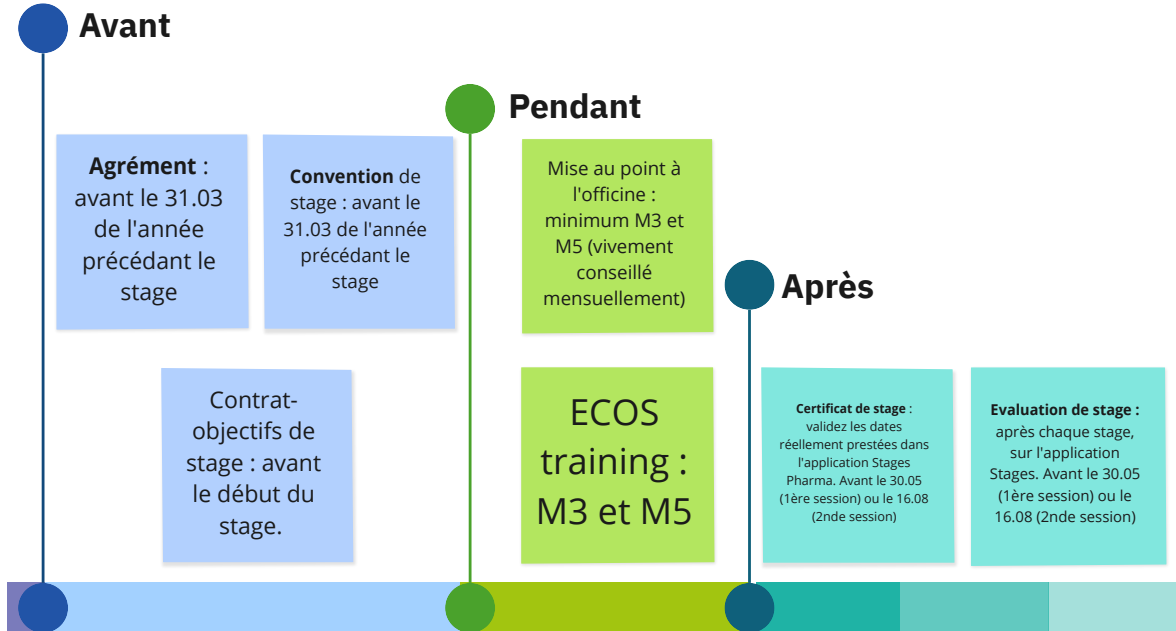 Avant
Agrément :
avant le 31.03
de l'année
précédant le
stage
Convention de
stage : avant le
31.03 de l'année
précédant le
stage
Contrat-
objectifs de
stage : avant
le début du
stage.
Pendant
Mise au point à
l'officine :
minimum M3 et
M5 (vivement
conseillé
mensuellement)
ECOS
training :
M3 et M5
Après
Certificat de stage :
validez les dates
réellement prestées dans
l'application Stages
Pharma. Avant le 30.05
(1ère session) ou le 16.08
(2nde session)
Evaluation de stage :
après chaque stage,
sur l'application
Stages. Avant le 30.05
(1ère session) ou le
16.08 (2nde session)